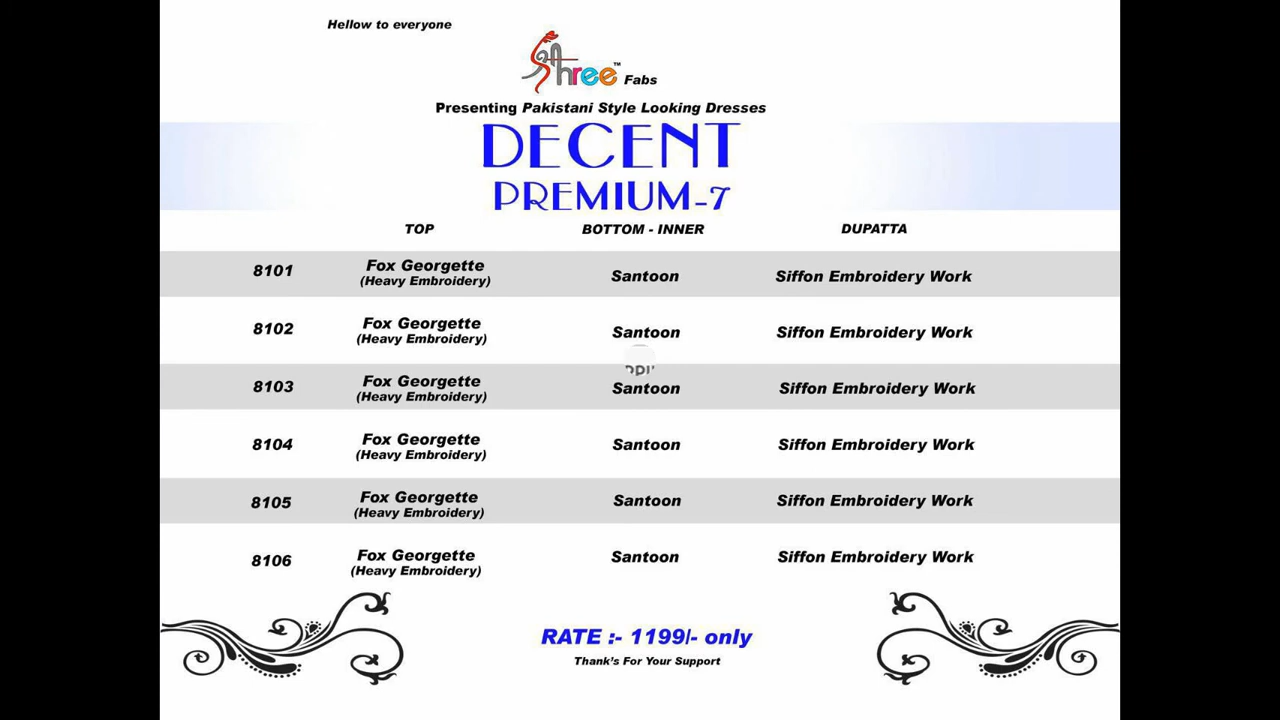 Hellow to everyone
Shree™ Fabs
Presenting Pakistani Style Looking Dresses
DECENT
PREMIUM-7
TOP BOTTOM - INNER DUPATTA
8101 Fox Georgette (Heavy Embroidery) Santoon Siffon Embroidery Work
8102 Fox Georgette (Heavy Embroidery) Santoon Siffon Embroidery Work
8103 Fox Georgette (Heavy Embroidery) Santoon Siffon Embroidery Work
8104 Fox Georgette (Heavy Embroidery) Santoon Siffon Embroidery Work
8105 Fox Georgette (Heavy Embroidery) Santoon Siffon Embroidery Work
8106 Fox Georgette (Heavy Embroidery) Santoon Siffon Embroidery Work
RATE :- 1199/- only
Thank's For Your Support